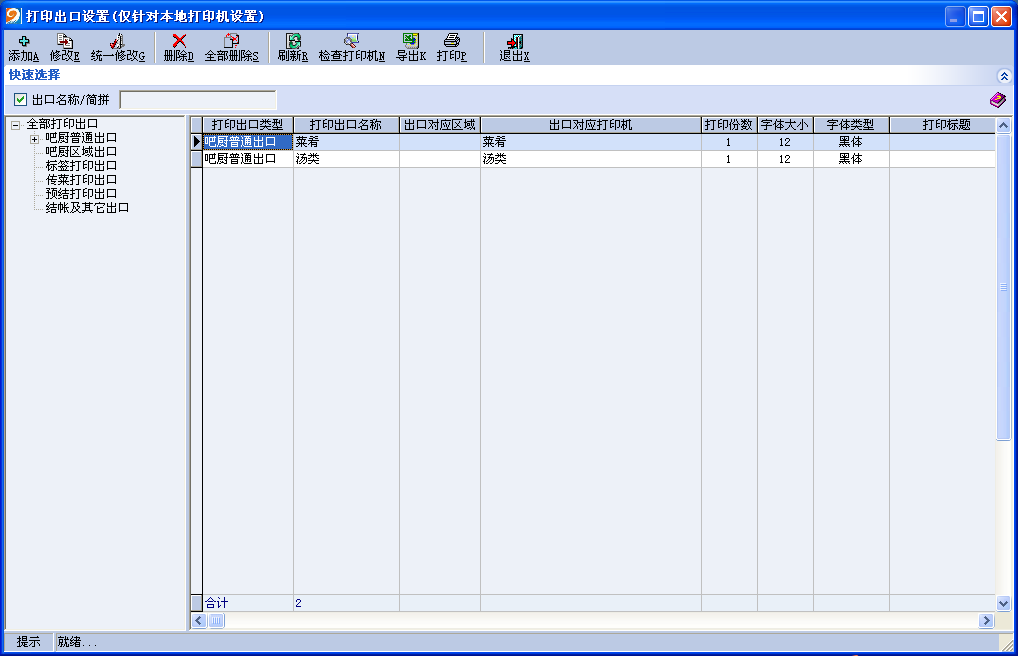 打印出口设置(仅针对本地打印机设置)
添加A 修改E 统一修改G 删除D 全部删除S 刷新R 检查打印机N 导出K 打印P 退出X
快速选择
出口名称/简拼
全部打印出口
吧厨普通出口
吧厨区域出口
标签打印出口
传菜打印出口
预结打印出口
结帐及其它出口
打印出口类型 打印出口名称 出口对应区域 出口对应打印机 打印份数 字体大小 字体类型 打印标题
吧厨普通出口 菜肴 菜肴 1 12 黑体
吧厨普通出口 汤类 汤类 1 12 黑体
合计 2
提示 就绪...